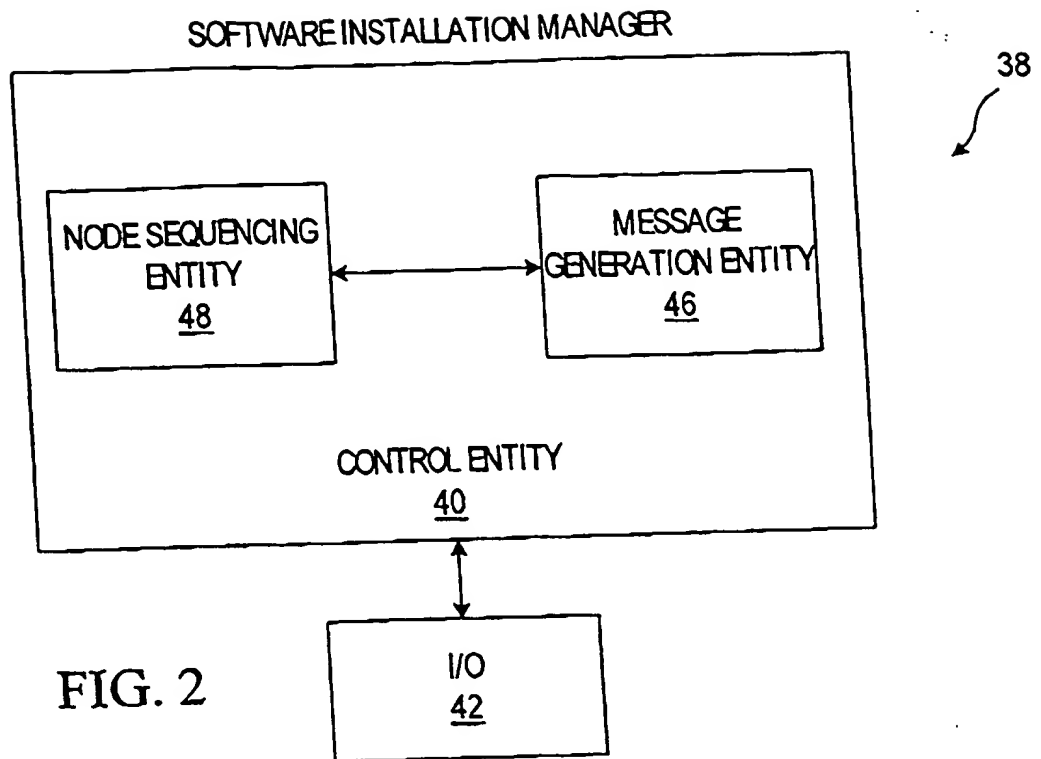 SOFTWARE INSTALLATION MANAGER
38
NODE SEQUENCING
ENTITY
48
MESSAGE
GENERATION ENTITY
46
CONTROL ENTITY
40
I/O
42
FIG. 2